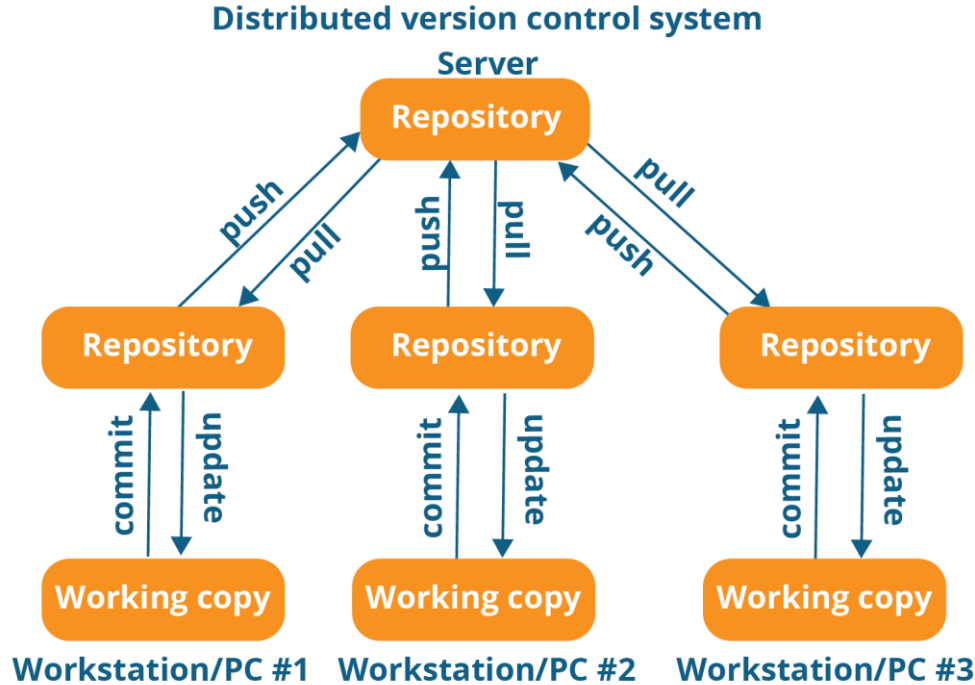 Distributed version control system
Server
Repository
push
pull
push
pull
push
pull
Repository
Repository
Repository
commit
update
commit
update
commit
update
Working copy
Working copy
Working copy
Workstation/PC #1
Workstation/PC #2
Workstation/PC #3